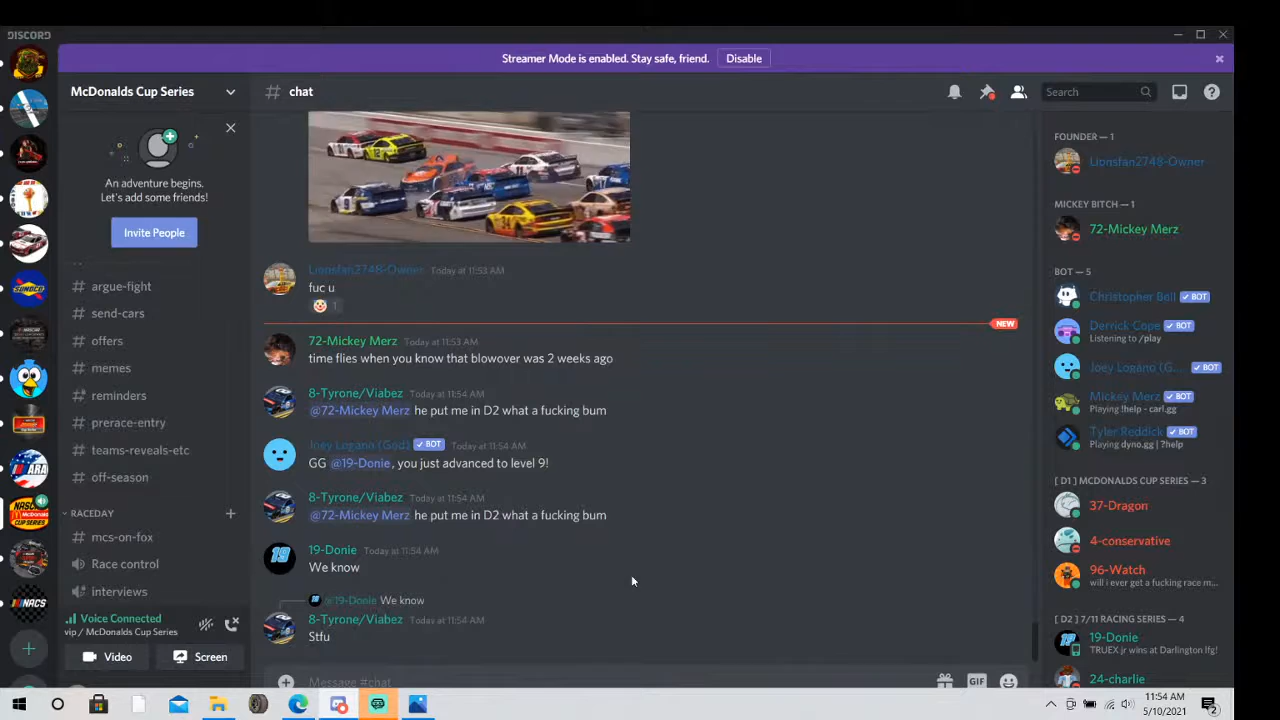 DISCORD
Streamer Mode is enabled. Stay safe, friend.
Disable
McDonalds Cup Series
# chat
Search
An adventure begins.
Let's add some friends!
Invite People
# argue-fight
# send-cars
# offers
# memes
# reminders
# prerace-entry
# teams-reveals-etc
# off-season
RACEDAY
# mcs-on-fox
Race control
interviews
Voice Connected
vip / McDonalds Cup Series
Video
Screen
Lionsfan2748-Owner Today at 11:53 AM
fuc u
1
NEW
72-Mickey Merz Today at 11:53 AM
time flies when you know that blowover was 2 weeks ago
8-Tyrone/Viabez Today at 11:54 AM
@72-Mickey Merz he put me in D2 what a fucking bum
Joey Logano (God) BOT Today at 11:54 AM
GG @19-Donie, you just advanced to level 9!
8-Tyrone/Viabez Today at 11:54 AM
@72-Mickey Merz he put me in D2 what a fucking bum
19-Donie Today at 11:54 AM
We know
@19-Donie We know
8-Tyrone/Viabez Today at 11:54 AM
Stfu
Message #chat
GIF
FOUNDER — 1
Lionsfan2748-Owner
MICKEY BITCH — 1
72-Mickey Merz
BOT — 5
Christopher Bell BOT
Derrick Cope BOT
Listening to /play
Joey Logano (G... BOT
Mickey Merz BOT
Playing !help - carl.gg
Tyler Reddick BOT
Playing dyno.gg | ?help
[ D1 ] MCDONALDS CUP SERIES — 3
37-Dragon
4-conservative
96-Watch
will i ever get a fucking race m...
[ D2 ] 7/11 RACING SERIES — 4
19-Donie
TRUEX jr wins at Darlington lfg!
24-charlie
11:54 AM
5/10/2021
2